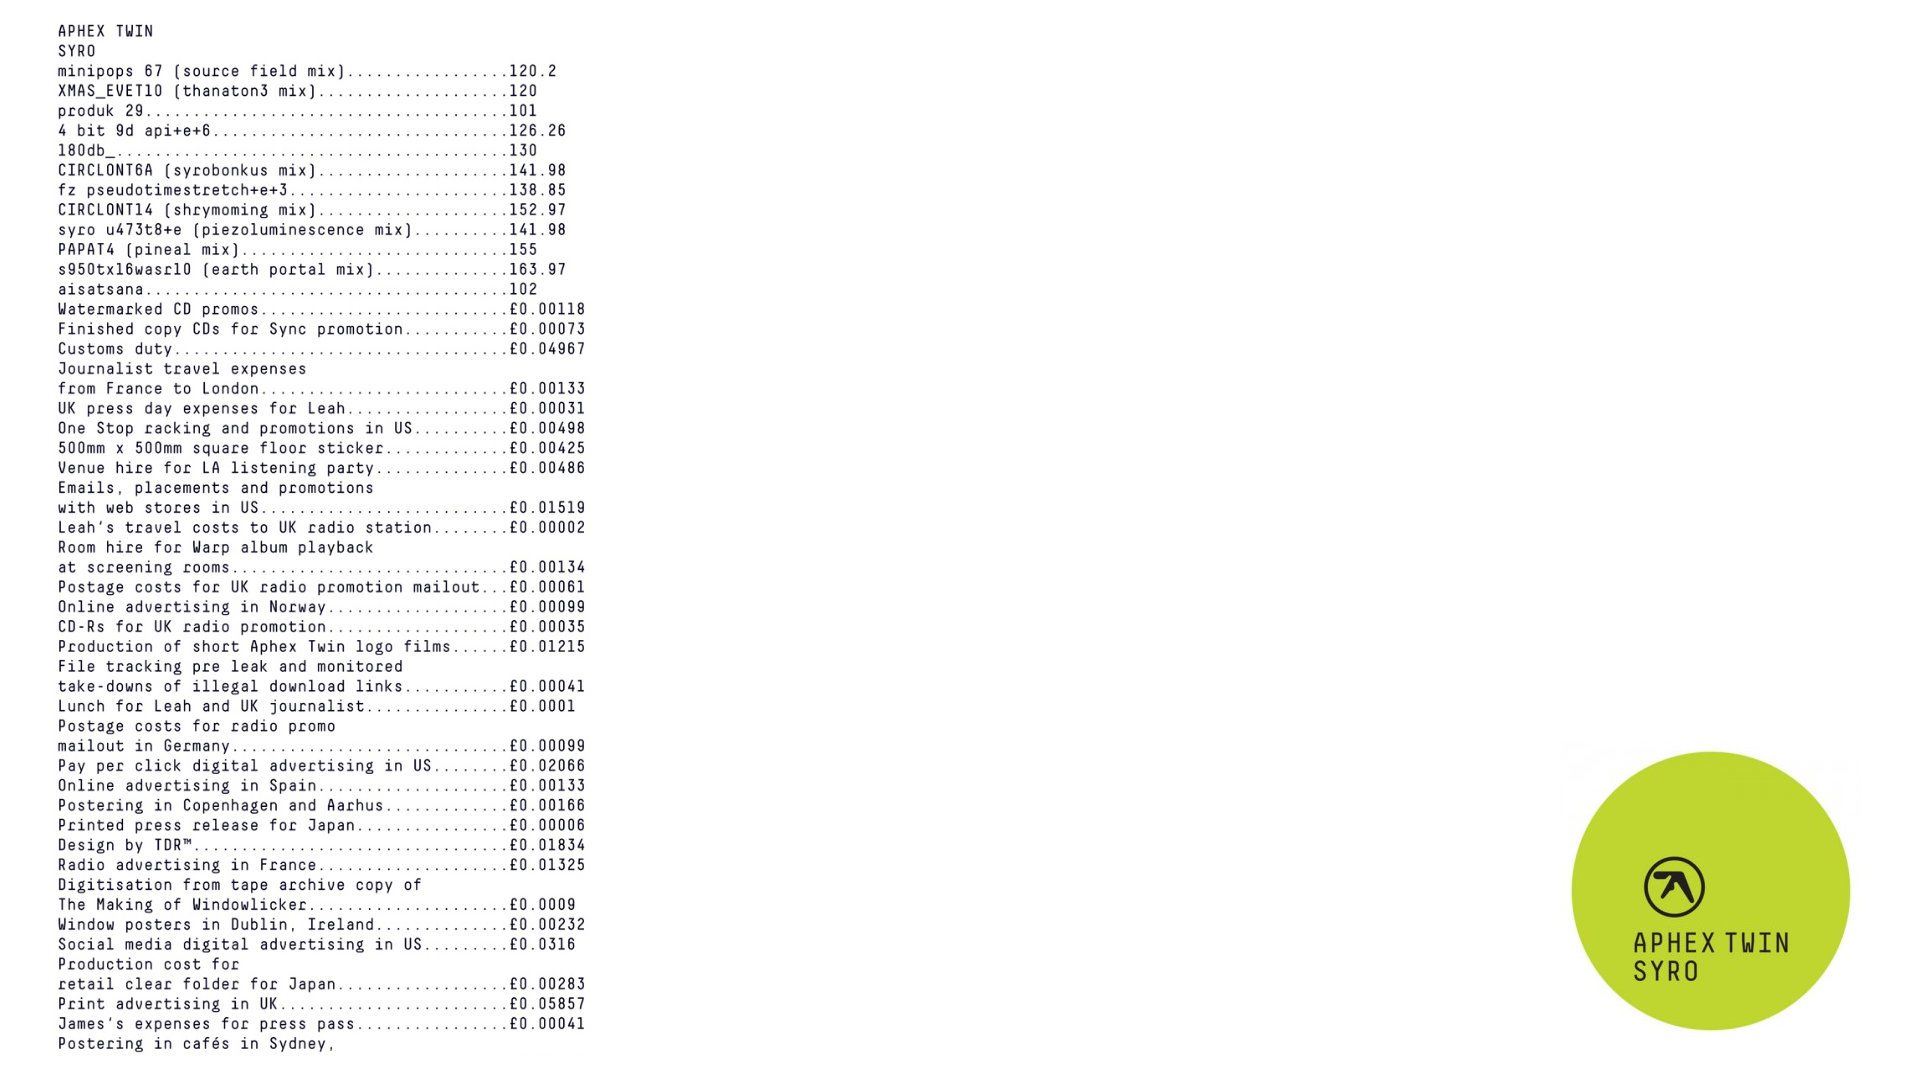 APHEX TWIN
SYRO
minipops 67 (source field mix).................120.2
XMAS_EVET10 (thanaton3 mix)....................120
produk 29......................................101
4 bit 9d api+e+6...............................126.26
180db_.........................................130
CIRCLONT6A (syrobonkus mix)....................141.98
fz pseudotimestretch+e+3.......................138.85
CIRCLONT14 (shrymoming mix)....................152.97
syro u473t8+e (piezoluminescence mix)..........141.98
PAPAT4 (pineal mix)............................155
s950tx16wasr10 (earth portal mix)..............163.97
aisatsana......................................102
Watermarked CD promos..........................£0.00118
Finished copy CDs for Sync promotion...........£0.00073
Customs duty...................................£0.04967
Journalist travel expenses
from France to London..........................£0.00133
UK press day expenses for Leah.................£0.00031
One Stop racking and promotions in US..........£0.00498
500mm x 500mm square floor sticker.............£0.00425
Venue hire for LA listening party..............£0.00486
Emails, placements and promotions
with web stores in US..........................£0.01519
Leah's travel costs to UK radio station........£0.00002
Room hire for Warp album playback
at screening rooms.............................£0.00134
Postage costs for UK radio promotion mailout...£0.00061
Online advertising in Norway...................£0.00099
CD-Rs for UK radio promotion...................£0.00035
Production of short Aphex Twin logo films......£0.01215
File tracking pre leak and monitored
take-downs of illegal download links...........£0.00041
Lunch for Leah and UK journalist...............£0.0001
Postage costs for radio promo
mailout in Germany.............................£0.00099
Pay per click digital advertising in US........£0.02066
Online advertising in Spain....................£0.00133
Postering in Copenhagen and Aarhus.............£0.00166
Printed press release for Japan................£0.00006
Design by TDR™.................................£0.01834
Radio advertising in France....................£0.01325
Digitisation from tape archive copy of
The Making of Windowlicker.....................£0.0009
Window posters in Dublin, Ireland..............£0.00232
Social media digital advertising in US.........£0.0316
Production cost for
retail clear folder for Japan..................£0.00283
Print advertising in UK........................£0.05857
James's expenses for press pass................£0.00041
Postering in cafés in Sydney,
APHEX TWIN
SYRO